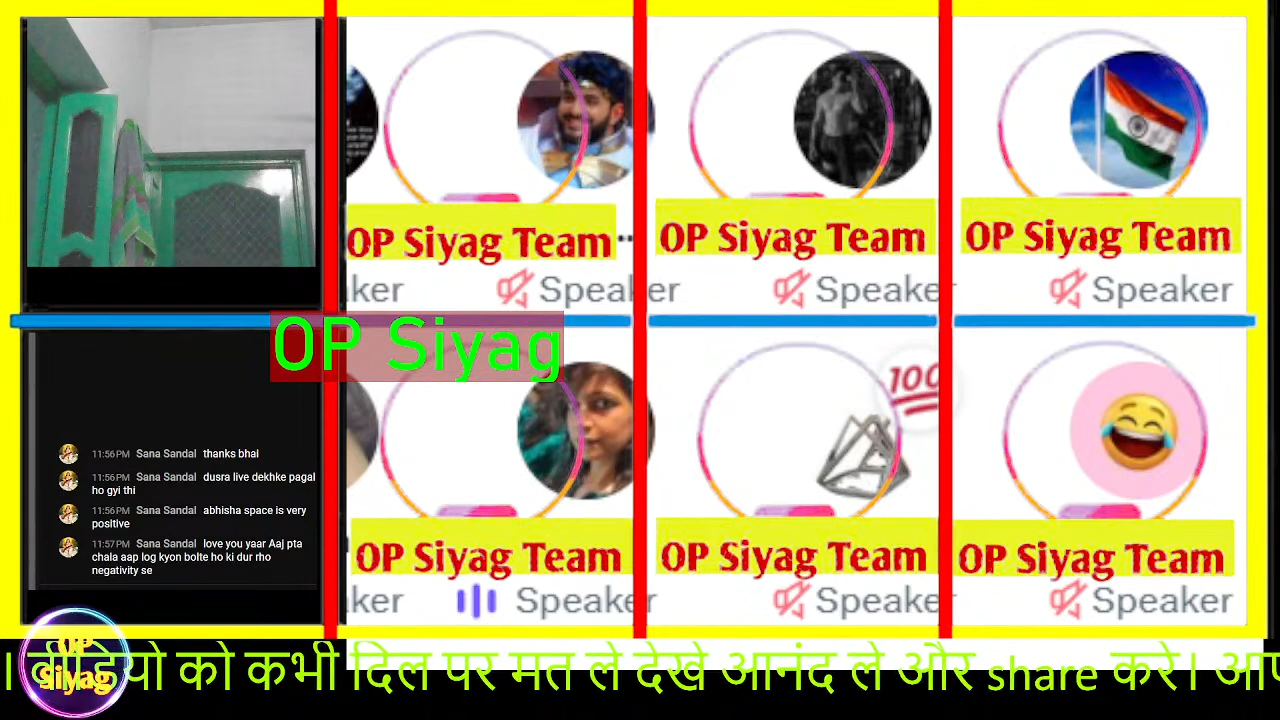 OP Siyag Team
OP Siyag Team
OP Siyag Team
ker
Speaker
Speaker
Speaker
OP Siyag
100
11:56PM Sana Sandal thanks bhai
11:56PM Sana Sandal dusra live dekhke pagal
ho gyi thi
11:56PM Sana Sandal abhisha space is very
positive
11:57PM Sana Sandal love you yaar Aaj pta
chala aap log kyon bolte ho ki dur rho
negativity se
OP Siyag Team
OP Siyag Team
OP Siyag Team
ker
Speaker
Speaker
Speaker
OP
Siyag
। वीडियो को कभी दिल पर मत ले देखे आनंद ले और share करे। आप